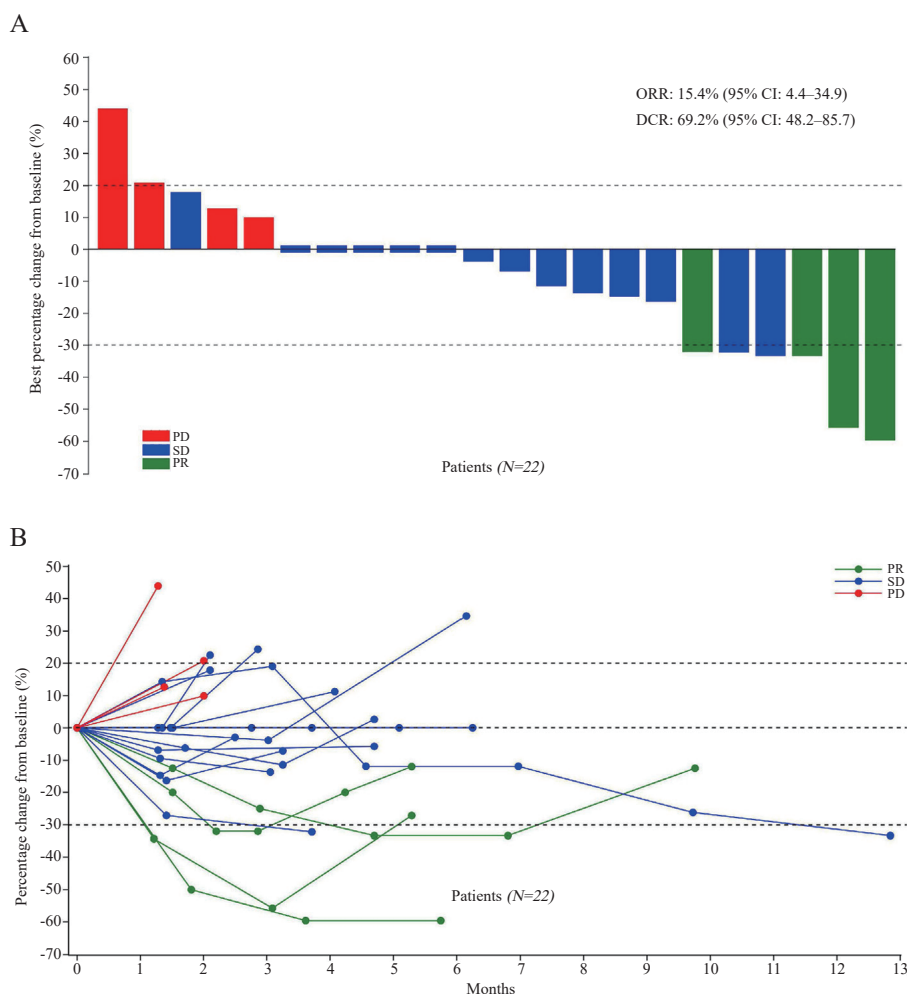 A
60
50
40
30
20
10
0
-10
-20
-30
-40
-50
-60
-70
Best percentage change from baseline (%)
ORR: 15.4% (95% CI: 4.4–34.9)
DCR: 69.2% (95% CI: 48.2–85.7)
PD
SD
PR
Patients (N=22)
B
50
40
30
20
10
0
-10
-20
-30
-40
-50
-60
-70
Percentage change from baseline (%)
PR
SD
PD
Patients (N=22)
0 1 2 3 4 5 6 7 8 9 10 11 12 13
Months